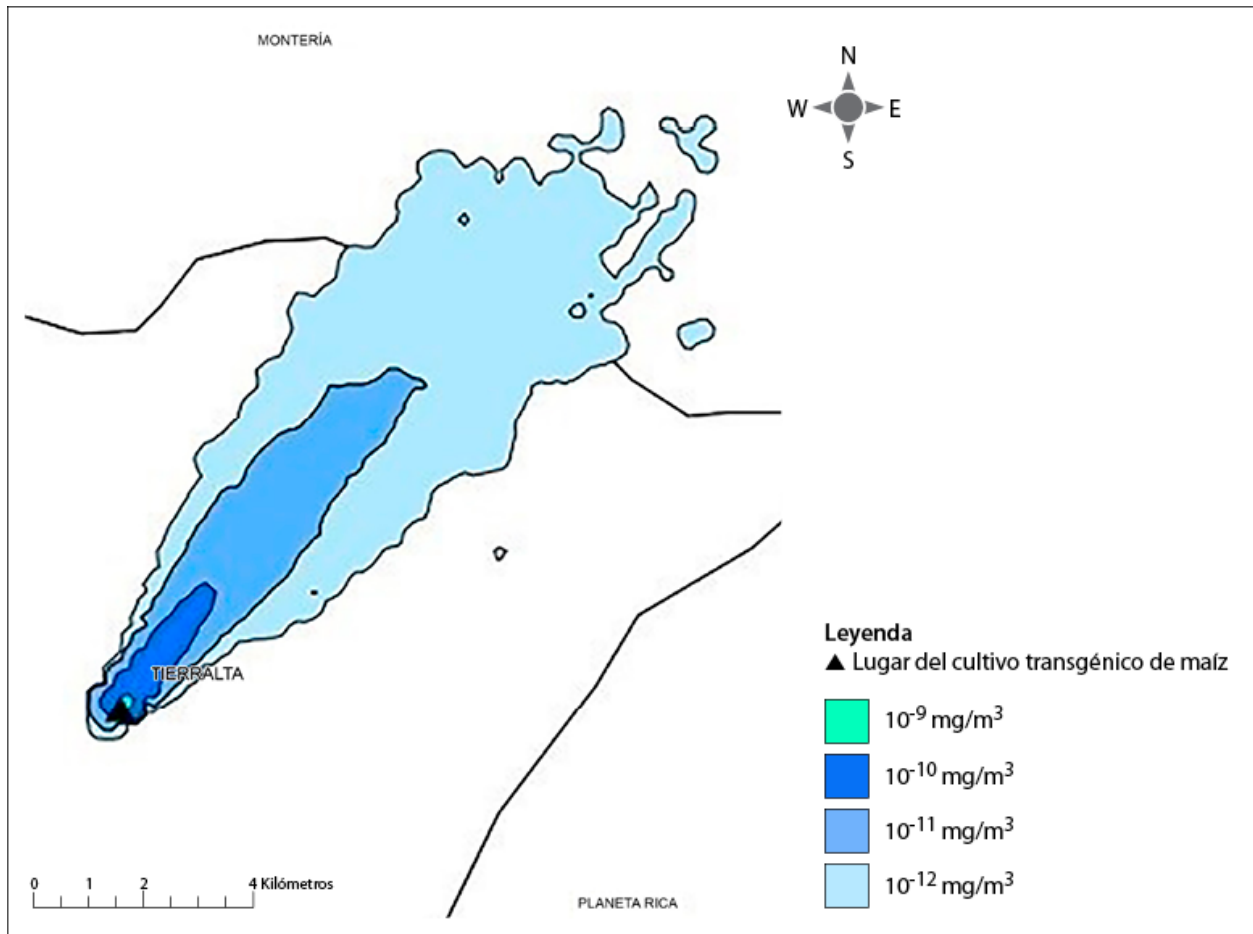 MONTERÍA
N
W E
S
TIERRALTA
Leyenda
▲ Lugar del cultivo transgénico de maíz
10⁻⁹ mg/m³
10⁻¹⁰ mg/m³
10⁻¹¹ mg/m³
10⁻¹² mg/m³
0 1 2 4 Kilómetros
PLANETA RICA